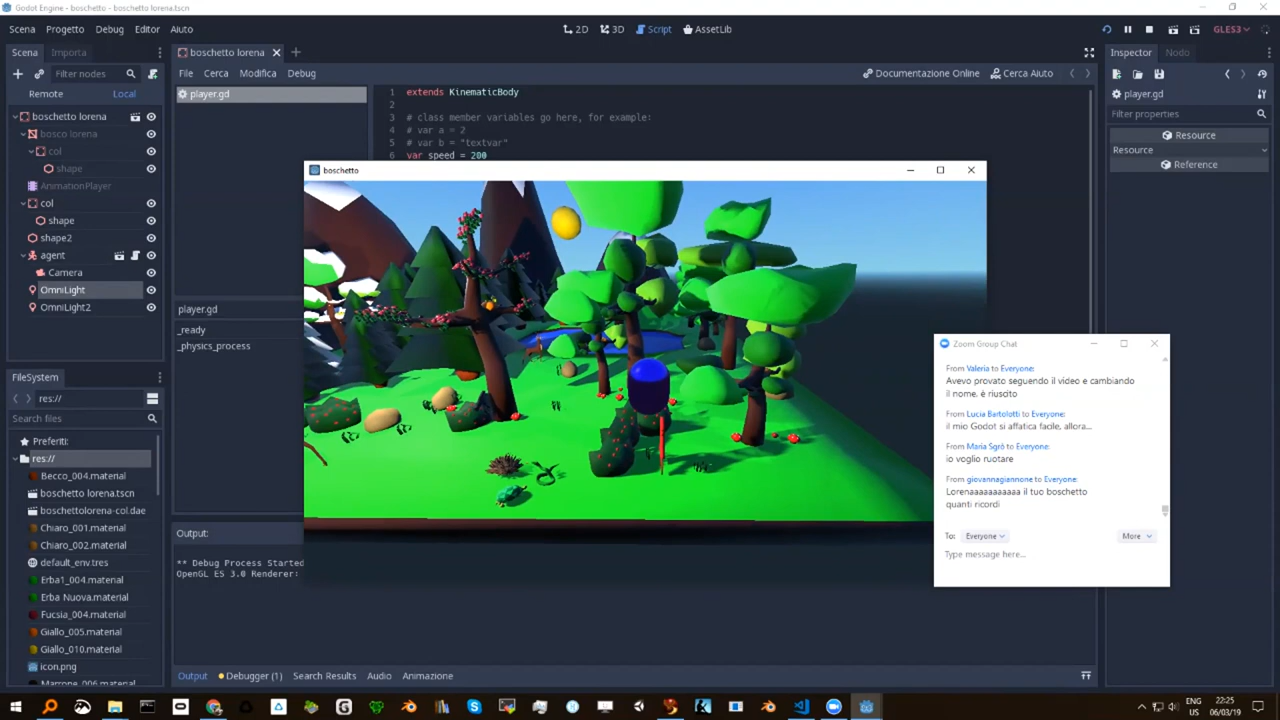 Godot Engine - boschetto lorena.tscn
Scena Progetto Debug Editor Aiuto
2D 3D Script AssetLib
GLES3
Scena Importa
Filter nodes
Remote Local
boschetto lorena
bosco lorena
col
shape
AnimationPlayer
col
shape
shape2
agent
Camera
OmniLight
OmniLight2
FileSystem
res://
Search files
Preferiti:
res://
Becco_004.material
boschetto lorena.tscn
boschettolorena-col.dae
Chiaro_001.material
Chiaro_002.material
default_env.tres
Erba1_004.material
Erba Nuova.material
Fucsia_004.material
Giallo_005.material
Giallo_010.material
icon.png
Marrone_006.material
boschetto lorena
File Cerca Modifica Debug
Documentazione Online Cerca Aiuto
player.gd
1 extends KinematicBody
2
3 # class member variables go here, for example:
4 # var a = 2
5 # var b = "textvar"
6 var speed = 200
player.gd
_ready
_physics_process
Output:
** Debug Process Started
OpenGL ES 3.0 Renderer:
Output Debugger (1) Search Results Audio Animazione
boschetto
Inspector Nodo
player.gd
Filter properties
Resource
Resource
Reference
Zoom Group Chat
From Valeria to Everyone:
Avevo provato seguendo il video e cambiando
il nome, è riuscito
From Lucia Bartolotti to Everyone:
il mio Godot si affatica facile, allora...
From Maria Sgrò to Everyone:
io voglio ruotare
From giovannagiannone to Everyone:
Lorenaaaaaaaaaaa il tuo boschetto
quanti ricordi
To: Everyone More
Type message here...
ENG
US
22:25
06/03/19